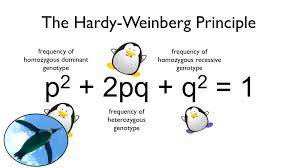 The Hardy-Weinberg Principle
frequency of
homozygous dominant
genotype
frequency of
homozygous recessive
genotype
p² + 2pq + q² = 1
frequency of
heterozygous
genotype